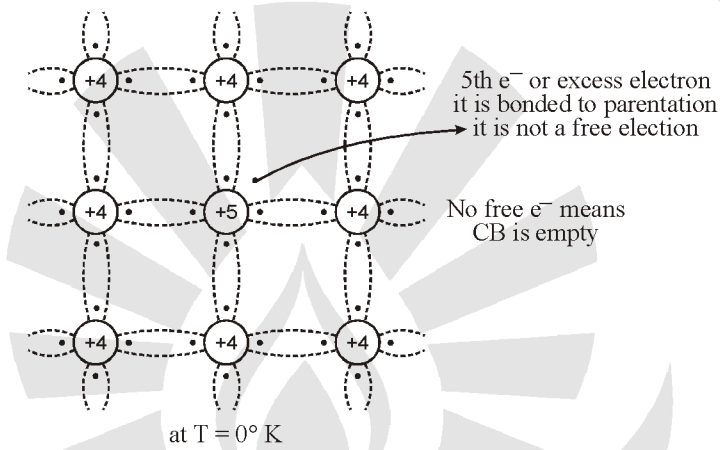 +4 +4 +4
5th e⁻ or excess electron
it is bonded to parentation
it is not a free election
+4 +5 +4
No free e⁻ means
CB is empty
+4 +4 +4
at T = 0° K